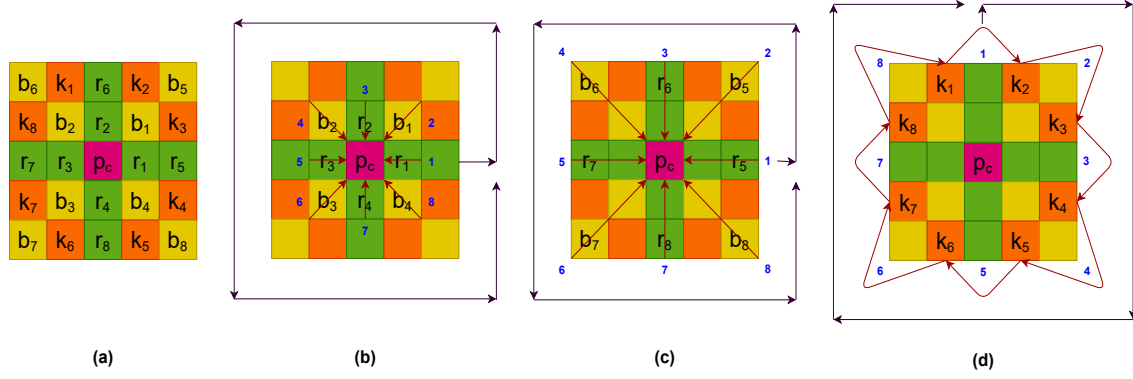 b6 k1 r6 k2 b5
k8 b2 r2 b1 k3
r7 r3 pc r1 r5
k7 b3 r4 b4 k4
b7 k6 r8 k5 b8
(a)
3
4 b2 r2 b1 2
5 r3 pc r1 1
6 b3 r4 b4 8
7
(b)
4 3 2
b6 r6 b5
5 r7 pc r5 1
b7 r8 b8
6 7 8
(c)
1
8 k1 k2 2
k8 k3
7 pc 3
k7 k4
k6 k5
6 5 4
(d)